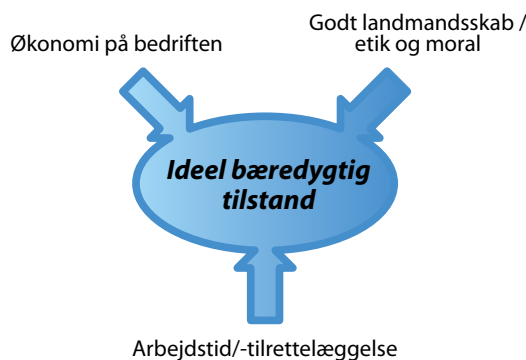 Økonomi på bedriften
Godt landmandsskab /
etik og moral
Ideel bæredygtig
tilstand
Arbejdstid/-tilrettelæggelse